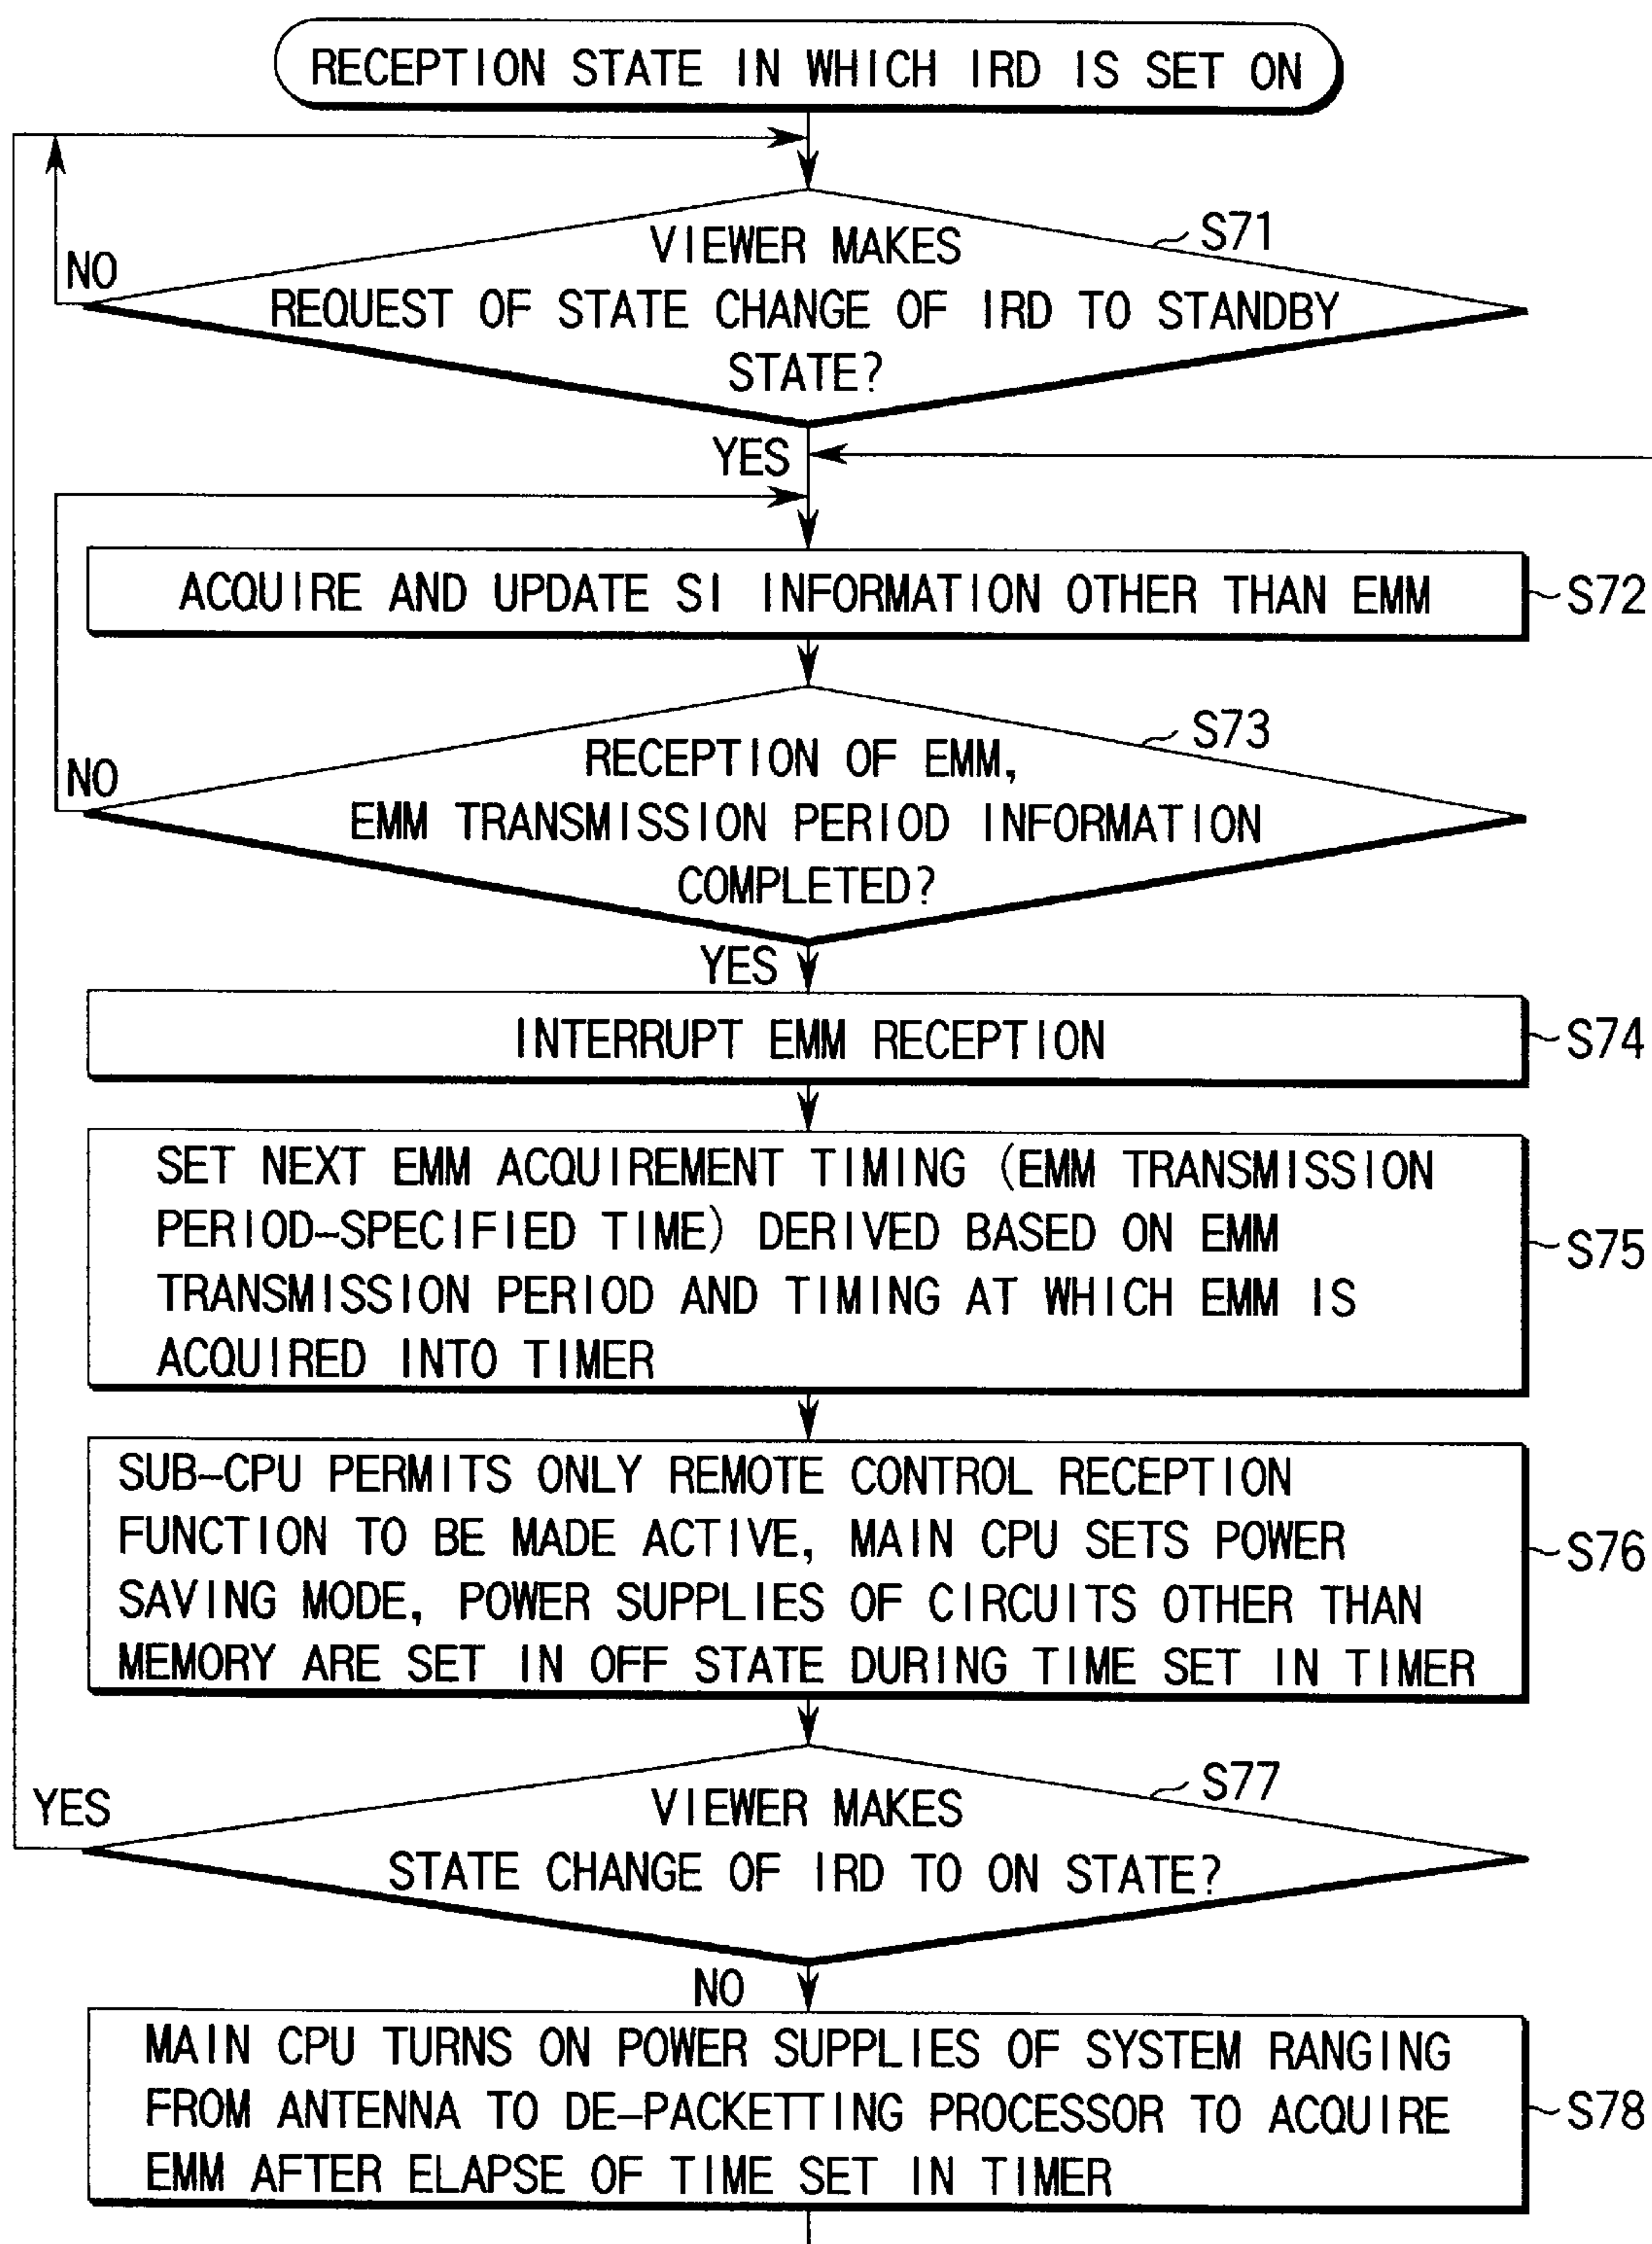 RECEPTION STATE IN WHICH IRD IS SET ON
S71
VIEWER MAKES
NO
REQUEST OF STATE CHANGE OF IRD TO STANDBY
STATE?
YES
ACQUIRE AND UPDATE SI INFORMATION OTHER THAN EMM
S72
S73
RECEPTION OF EMM,
NO
EMM TRANSMISSION PERIOD INFORMATION
COMPLETED?
YES
INTERRUPT EMM RECEPTION
S74
SET NEXT EMM ACQUIREMENT TIMING (EMM TRANSMISSION
PERIOD-SPECIFIED TIME) DERIVED BASED ON EMM
TRANSMISSION PERIOD AND TIMING AT WHICH EMM IS
ACQUIRED INTO TIMER
S75
SUB-CPU PERMITS ONLY REMOTE CONTROL RECEPTION
FUNCTION TO BE MADE ACTIVE, MAIN CPU SETS POWER
SAVING MODE, POWER SUPPLIES OF CIRCUITS OTHER THAN
MEMORY ARE SET IN OFF STATE DURING TIME SET IN TIMER
S76
S77
YES
VIEWER MAKES
STATE CHANGE OF IRD TO ON STATE?
NO
MAIN CPU TURNS ON POWER SUPPLIES OF SYSTEM RANGING
FROM ANTENNA TO DE-PACKETTING PROCESSOR TO ACQUIRE
EMM AFTER ELAPSE OF TIME SET IN TIMER
S78